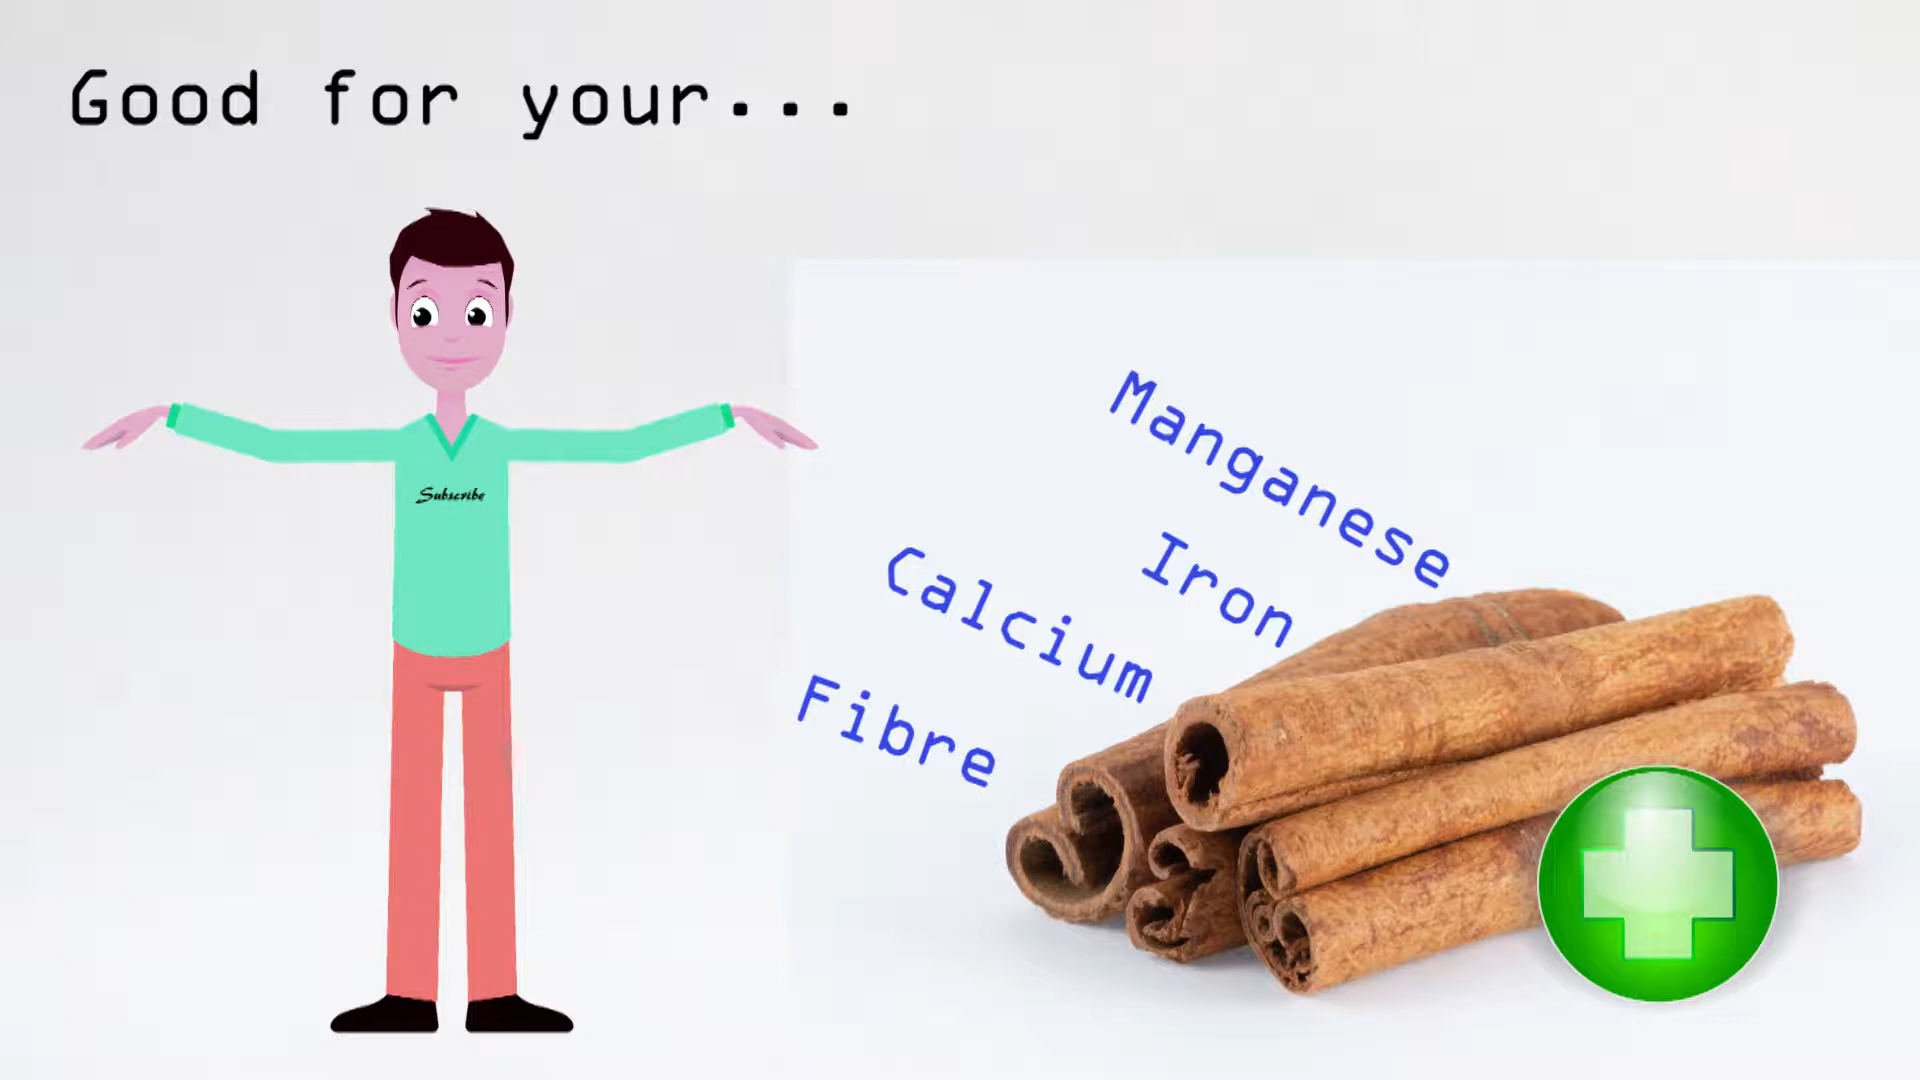 Good for your...
Subscribe
Manganese
Iron
Calcium
Fibre